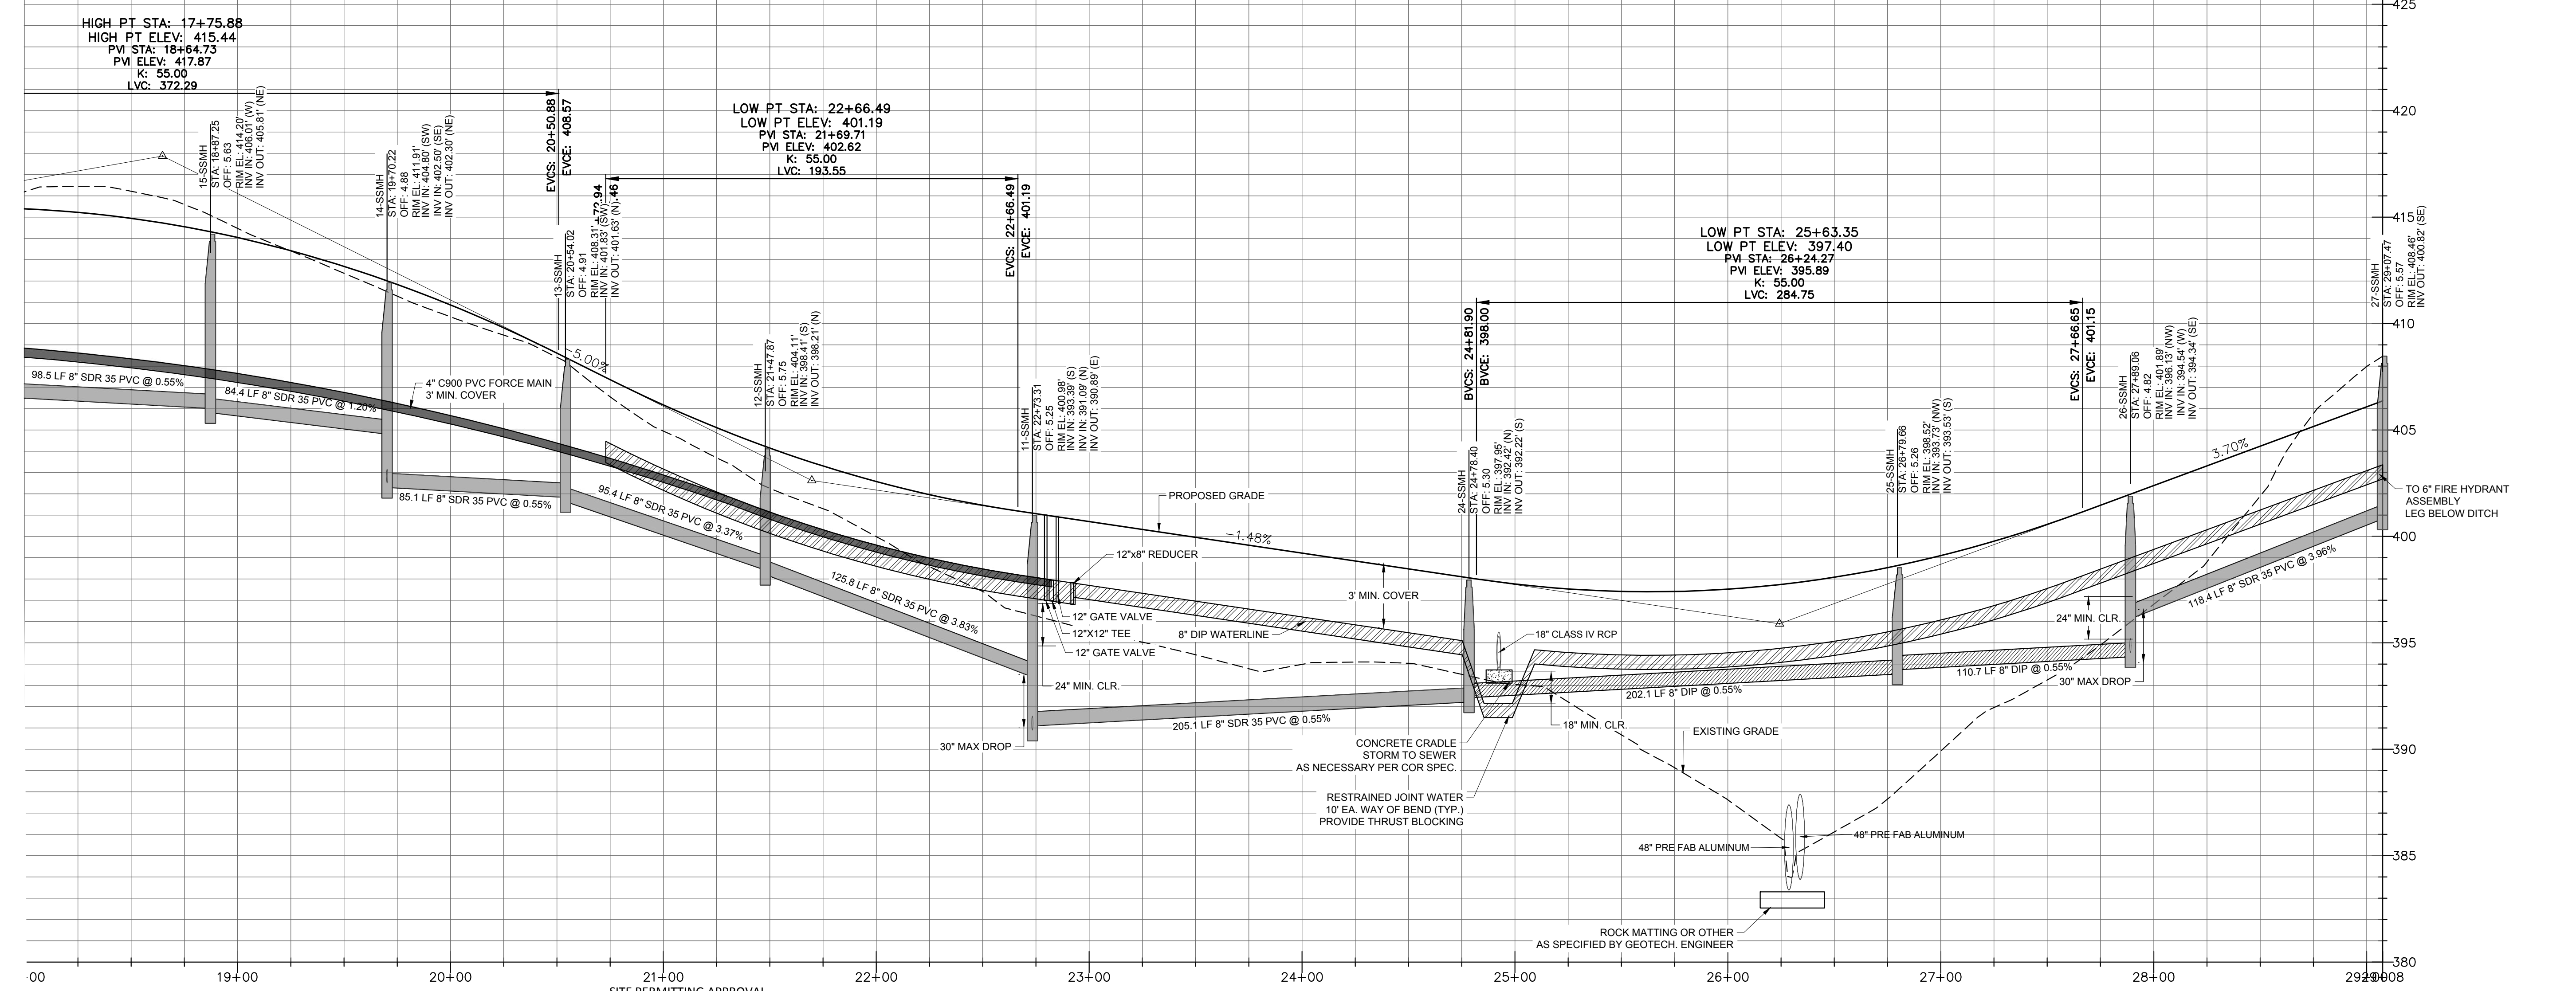 HIGH PT STA: 17+75.88
HIGH PT ELEV: 415.44
PVI STA: 18+64.73
PVI ELEV: 417.87
K: 55.00
LVC: 372.29
15-SSMH
STA: 18+87.25
OFF: 5.63
RIM EL: 414.20'
INV IN: 406.01' (W)
INV OUT: 405.81' (NE)
14-SSMH
STA: 19+70.22
OFF: 4.88
RIM EL: 411.91'
INV IN: 404.80' (SW)
INV IN: 402.50' (SE)
INV OUT: 402.30' (NE)
EVCS: 20+50.88
EVCE: 408.57
13-SSMH
STA: 20+54.02
OFF: 4.91
RIM EL: 408.31'
INV IN: 401.83' (SW)
INV OUT: 401.63' (N)
+72.94
.46
LOW PT STA: 22+66.49
LOW PT ELEV: 401.19
PVI STA: 21+69.71
PVI ELEV: 402.62
K: 55.00
LVC: 193.55
12-SSMH
STA: 21+47.87
OFF: 5.75
RIM EL: 404.11'
INV IN: 398.41' (S)
INV OUT: 398.21' (N)
EVCS: 22+66.49
EVCE: 401.19
11-SSMH
STA: 22+73.31
OFF: 5.25
RIM EL: 400.98'
INV IN: 393.39' (S)
INV IN: 391.09' (N)
INV OUT: 390.89' (E)
LOW PT STA: 25+63.35
LOW PT ELEV: 397.40
PVI STA: 26+24.27
PVI ELEV: 395.89
K: 55.00
LVC: 284.75
BVCS: 24+81.90
BVCE: 398.00
24-SSMH
STA: 24+78.40
OFF: 5.30
RIM EL: 397.95'
INV IN: 392.42' (N)
INV OUT: 392.22' (S)
25-SSMH
STA: 26+79.66
OFF: 5.26
RIM EL: 398.52'
INV IN: 393.73' (NW)
INV OUT: 393.53' (S)
EVCS: 27+66.65
EVCE: 401.15
26-SSMH
STA: 27+89.06
OFF: 4.82
RIM EL: 401.89'
INV IN: 396.13' (NW)
INV IN: 394.54' (W)
INV OUT: 394.34' (SE)
27-SSMH
STA: 29+07.47
OFF: 5.57
RIM EL: 408.46'
INV OUT: 400.82' (SE)
-5.00%
-1.48%
3.70%
98.5 LF 8" SDR 35 PVC @ 0.55%
84.4 LF 8" SDR 35 PVC @ 1.20%
4" C900 PVC FORCE MAIN
3' MIN. COVER
85.1 LF 8" SDR 35 PVC @ 0.55%
95.4 LF 8" SDR 35 PVC @ 3.37%
125.8 LF 8" SDR 35 PVC @ 3.83%
PROPOSED GRADE
12"x8" REDUCER
12" GATE VALVE
12"X12" TEE
12" GATE VALVE
24" MIN. CLR.
30" MAX DROP
8" DIP WATERLINE
3' MIN. COVER
205.1 LF 8" SDR 35 PVC @ 0.55%
18" CLASS IV RCP
202.1 LF 8" DIP @ 0.55%
18" MIN. CLR.
CONCRETE CRADLE
STORM TO SEWER
AS NECESSARY PER COR SPEC.
RESTRAINED JOINT WATER
10' EA. WAY OF BEND (TYP.)
PROVIDE THRUST BLOCKING
EXISTING GRADE
110.7 LF 8" DIP @ 0.55%
24" MIN. CLR.
30" MAX DROP
118.4 LF 8" SDR 35 PVC @ 3.96%
TO 6" FIRE HYDRANT
ASSEMBLY
LEG BELOW DITCH
48" PRE FAB ALUMINUM
48" PRE FAB ALUMINUM
ROCK MATTING OR OTHER
AS SPECIFIED BY GEOTECH. ENGINEER
425
420
415
410
405
400
395
390
385
380
+00 19+00 20+00 21+00 22+00 23+00 24+00 25+00 26+00 27+00 28+00
SITE PERMITTING APPROVAL